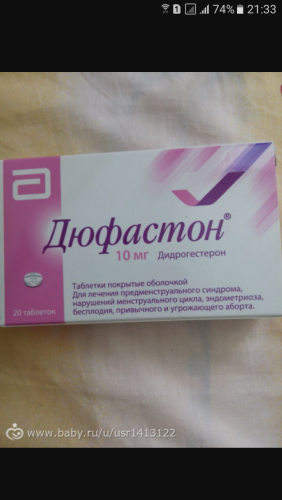 74% 21:33
Дюфастон®
10 мг Дидрогестерон
Таблетки покрытые оболочкой
Для лечения предменструального синдрома,
нарушений менструального цикла, эндометриоза,
бесплодия, привычного и угрожающего аборта.
20 таблеток
www.baby.ru/u/usr1413122